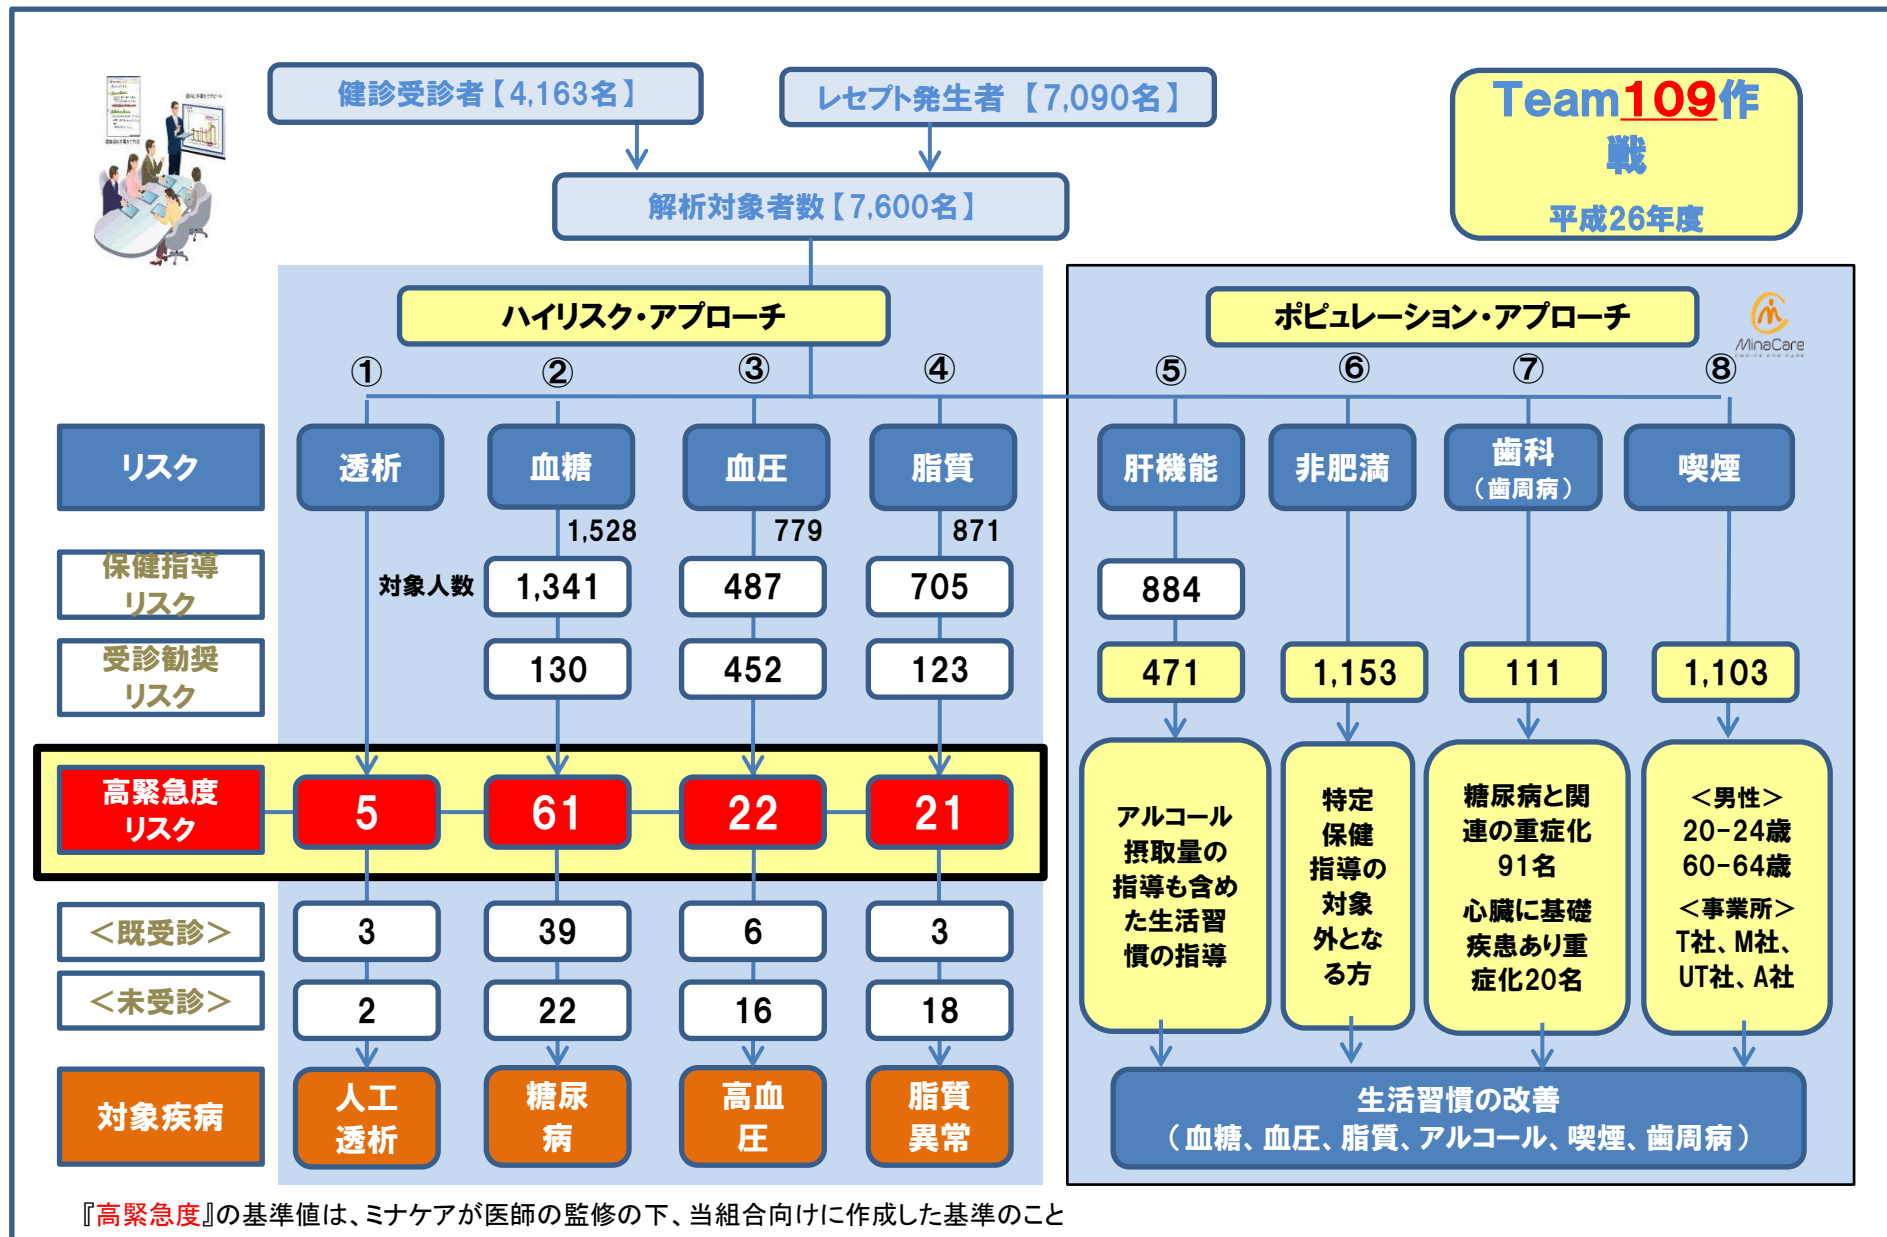 健診受診者【4,163名】
レセプト発生者 【7,090名】
解析対象者数【7,600名】
Team109作
戦
平成26年度
ハイリスク・アプローチ
ポピュレーション・アプローチ
MinaCare
① ② ③ ④ ⑤ ⑥ ⑦ ⑧
リスク
透析
血糖
血圧
脂質
肝機能
非肥満
歯科
(歯周病)
喫煙
1,528
779
871
保健指導
リスク
対象人数
1,341
487
705
884
受診勧奨
リスク
130
452
123
471
1,153
111
1,103
高緊急度
リスク
5
61
22
21
<既受診>
3
39
6
3
<未受診>
2
22
16
18
対象疾病
人工
透析
糖尿
病
高血
圧
脂質
異常
アルコール
摂取量の
指導も含め
た生活習
慣の指導
特定
保健
指導の
対象
外とな
る方
糖尿病と関
連の重症化
91名
心臓に基礎
疾患あり重
症化20名
<男性>
20-24歳
60-64歳
<事業所>
T社、M社、
UT社、A社
生活習慣の改善
(血糖、血圧、脂質、アルコール、喫煙、歯周病)
『高緊急度』の基準値は、ミナケアが医師の監修の下、当組合向けに作成した基準のこと